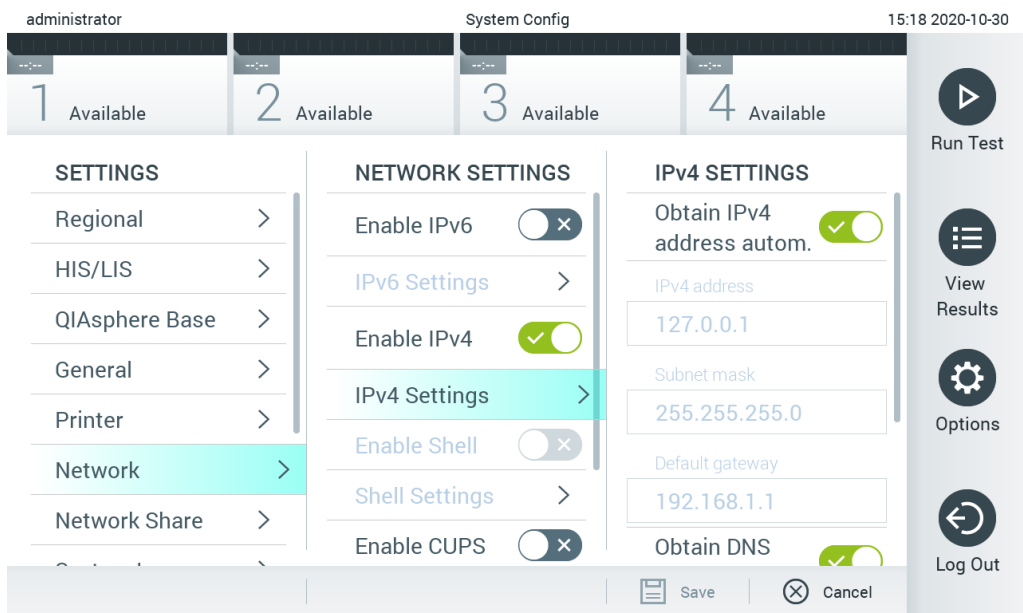 administrator
System Config
15:18 2020-10-30
--:--
--:--
--:--
--:--
1 Available
2 Available
3 Available
4 Available
Run Test
View
Results
Options
Log Out
SETTINGS
Regional
HIS/LIS
QIAsphere Base
General
Printer
Network
Network Share
NETWORK SETTINGS
Enable IPv6
IPv6 Settings
Enable IPv4
IPv4 Settings
Enable Shell
Shell Settings
Enable CUPS
IPv4 SETTINGS
Obtain IPv4
address autom.
IPv4 address
127.0.0.1
Subnet mask
255.255.255.0
Default gateway
192.168.1.1
Obtain DNS
Save
Cancel